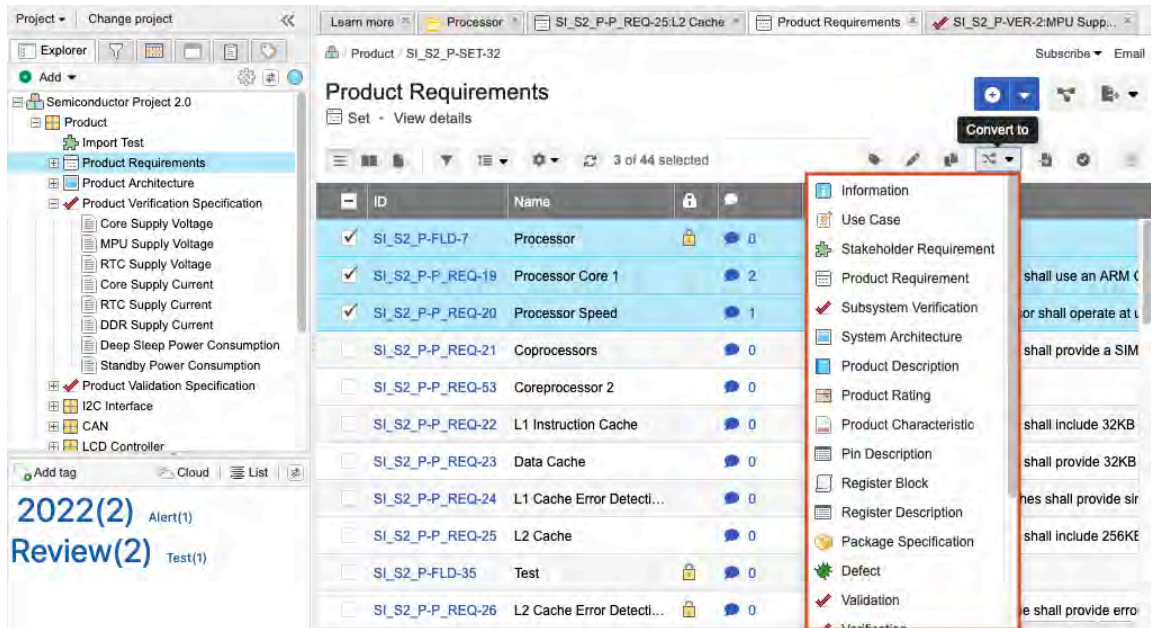 Project Change project
Learn more Processor SI_S2_P-P_REQ-25:L2 Cache Product Requirements SI_S2_P-VER-2:MPU Supp...
Explorer
Add
Semiconductor Project 2.0
Product
Import Test
Product Requirements
Product Architecture
Product Verification Specification
Core Supply Voltage
MPU Supply Voltage
RTC Supply Voltage
Core Supply Current
RTC Supply Current
DDR Supply Current
Deep Sleep Power Consumption
Standby Power Consumption
Product Validation Specification
I2C Interface
CAN
LCD Controller
Add tag Cloud List
2022(2) Alert(1)
Review(2) Test(1)
/ Product / SI_S2_P-SET-32
Subscribe Email
Product Requirements
Set - View details
Convert to
3 of 44 selected
ID Name
SI_S2_P-FLD-7 Processor 0
SI_S2_P-P_REQ-19 Processor Core 1 2 shall use an ARM
SI_S2_P-P_REQ-20 Processor Speed 1 or shall operate at
SI_S2_P-P_REQ-21 Coprocessors 0 shall provide a SIM
SI_S2_P-P_REQ-53 Coreprocessor 2 0
SI_S2_P-P_REQ-22 L1 Instruction Cache 0 shall include 32KB
SI_S2_P-P_REQ-23 Data Cache 0 shall provide 32KB
SI_S2_P-P_REQ-24 L1 Cache Error Detecti... 0 hes shall provide sin
SI_S2_P-P_REQ-25 L2 Cache 0 shall include 256KB
SI_S2_P-FLD-35 Test 0
SI_S2_P-P_REQ-26 L2 Cache Error Detecti... 0 e shall provide erro
Information
Use Case
Stakeholder Requirement
Product Requirement
Subsystem Verification
System Architecture
Product Description
Product Rating
Product Characteristic
Pin Description
Register Block
Register Description
Package Specification
Defect
Validation
Verification